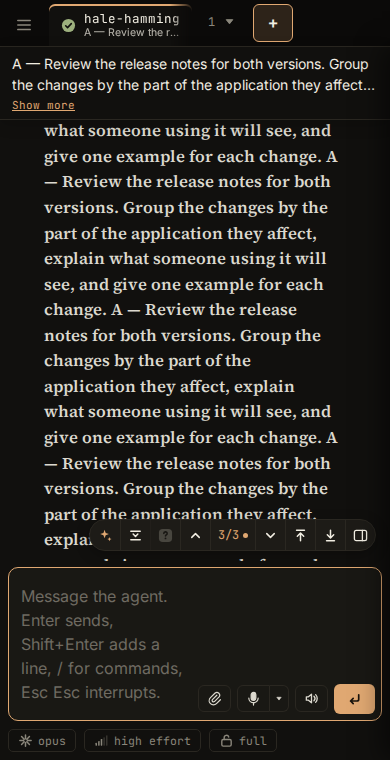 hale-hamming
A — Review the r…
1
+
A — Review the release notes for both versions. Group
the changes by the part of the application they affect…
Show more
what someone using it will see, and
give one example for each change. A
— Review the release notes for both
versions. Group the changes by the
part of the application they affect,
explain what someone using it will
see, and give one example for each
change. A — Review the release
notes for both versions. Group the
changes by the part of the
application they affect, explain
what someone using it will see, and
give one example for each change. A
— Review the release notes for both
versions. Group the changes by the
part of the application they affect,
?
3/3
Message the agent.
Enter sends,
Shift+Enter adds a
line, / for commands,
Esc Esc interrupts.
opus
high effort
full